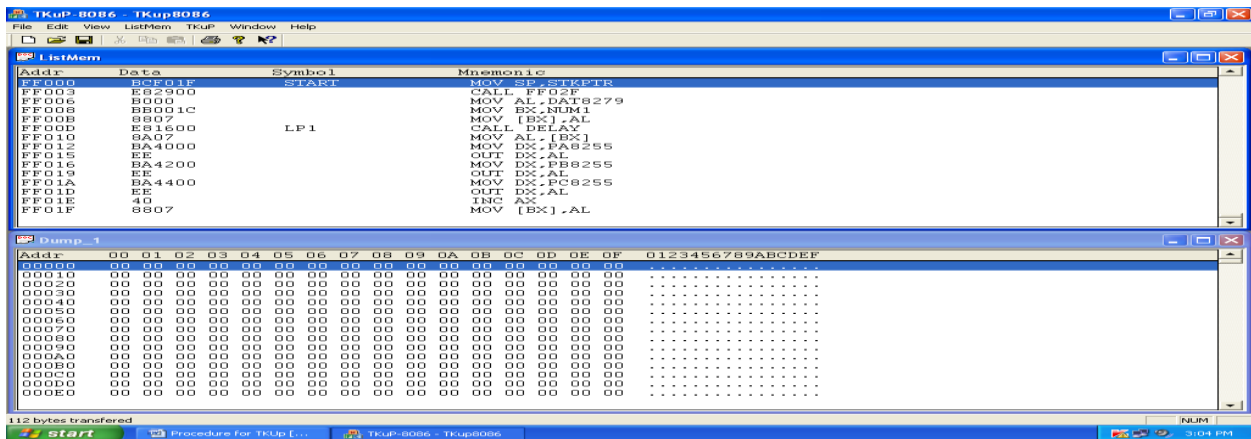 TKuP-8086 - TKup8086
File Edit View ListMem TKuP Window Help
ListMem
Addr Data Symbol Mnemonic
FF000 BCF01F START MOV SP,STKPTR
FF003 E82900 CALL FF02F
FF006 B000 MOV AL,DAT8279
FF008 BB001C MOV BX,NUM1
FF00B 8807 MOV [BX],AL
FF00D E81600 LP1 CALL DELAY
FF010 8A07 MOV AL,[BX]
FF012 BA4000 MOV DX,PA8255
FF015 EE OUT DX,AL
FF016 BA4200 MOV DX,PB8255
FF019 EE OUT DX,AL
FF01A BA4400 MOV DX,PC8255
FF01D EE OUT DX,AL
FF01E 40 INC AX
FF01F 8807 MOV [BX],AL
Dump_1
Addr 00 01 02 03 04 05 06 07 08 09 0A 0B 0C 0D 0E 0F 0123456789ABCDEF
00000 00 00 00 00 00 00 00 00 00 00 00 00 00 00 00 00 ................
00010 00 00 00 00 00 00 00 00 00 00 00 00 00 00 00 00 ................
00020 00 00 00 00 00 00 00 00 00 00 00 00 00 00 00 00 ................
00030 00 00 00 00 00 00 00 00 00 00 00 00 00 00 00 00 ................
00040 00 00 00 00 00 00 00 00 00 00 00 00 00 00 00 00 ................
00050 00 00 00 00 00 00 00 00 00 00 00 00 00 00 00 00 ................
00060 00 00 00 00 00 00 00 00 00 00 00 00 00 00 00 00 ................
00070 00 00 00 00 00 00 00 00 00 00 00 00 00 00 00 00 ................
00080 00 00 00 00 00 00 00 00 00 00 00 00 00 00 00 00 ................
00090 00 00 00 00 00 00 00 00 00 00 00 00 00 00 00 00 ................
000A0 00 00 00 00 00 00 00 00 00 00 00 00 00 00 00 00 ................
000B0 00 00 00 00 00 00 00 00 00 00 00 00 00 00 00 00 ................
000C0 00 00 00 00 00 00 00 00 00 00 00 00 00 00 00 00 ................
000D0 00 00 00 00 00 00 00 00 00 00 00 00 00 00 00 00 ................
000E0 00 00 00 00 00 00 00 00 00 00 00 00 00 00 00 00 ................
112 bytes transfered NUM
start Procedure for TKUp [... TKuP-8086 - TKup8086 3:04 PM